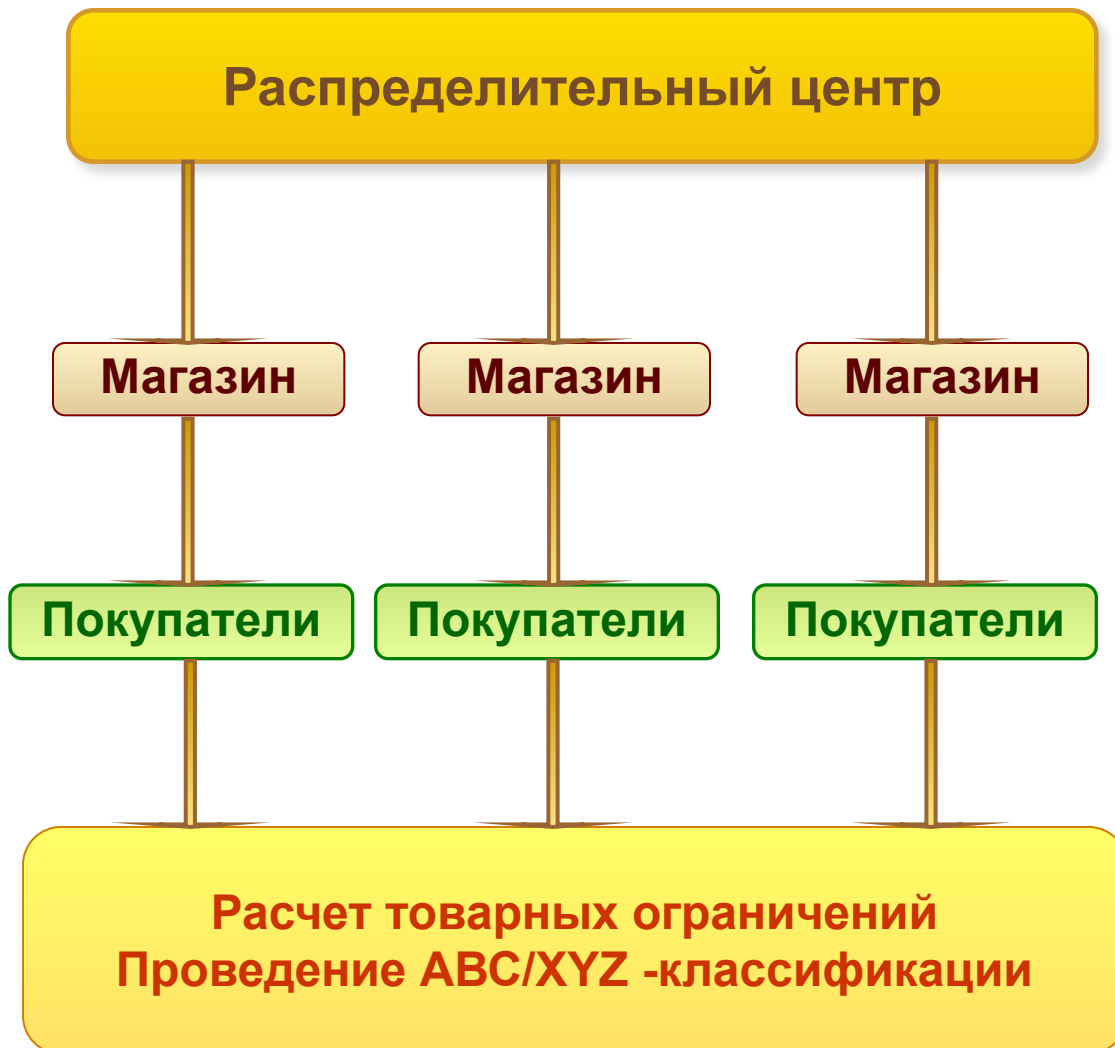 Распределительный центр
Магазин
Магазин
Магазин
Покупатели
Покупатели
Покупатели
Расчет товарных ограничений
Проведение ABC/XYZ -классификации